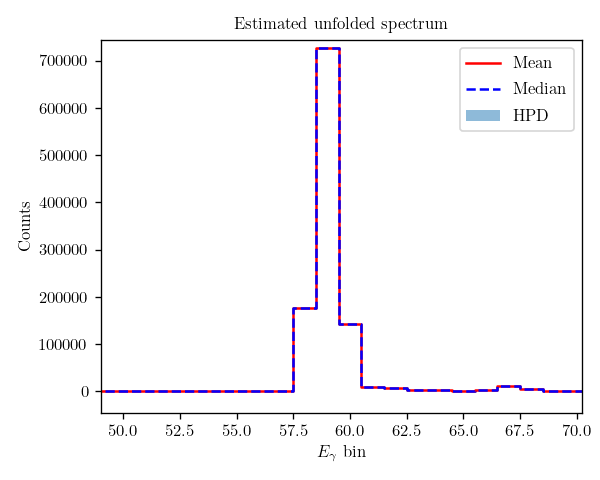 Estimated unfolded spectrum
Mean
Median
HPD
Counts
700000
600000
500000
400000
300000
200000
100000
0
50.0 52.5 55.0 57.5 60.0 62.5 65.0 67.5 70.0
Eγ bin